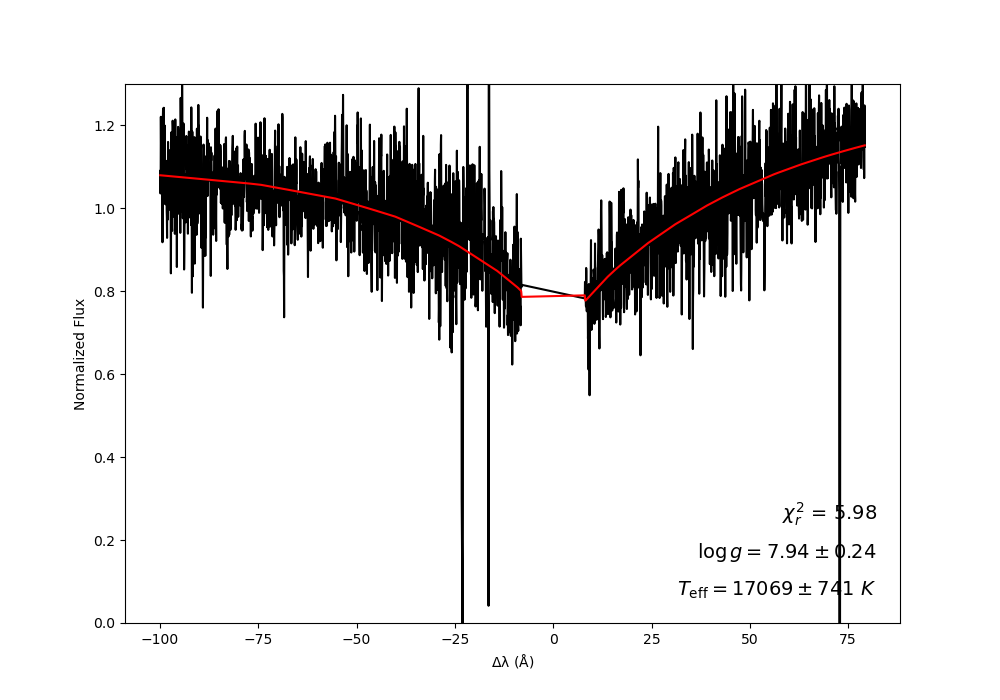 1.2
1.0
0.8
0.6
0.4
0.2
0.0
Normalized Flux
χ²ᵣ = 5.98
log g = 7.94 ± 0.24
T_eff = 17069 ± 741 K
−100 −75 −50 −25 0 25 50 75
Δλ (Å)